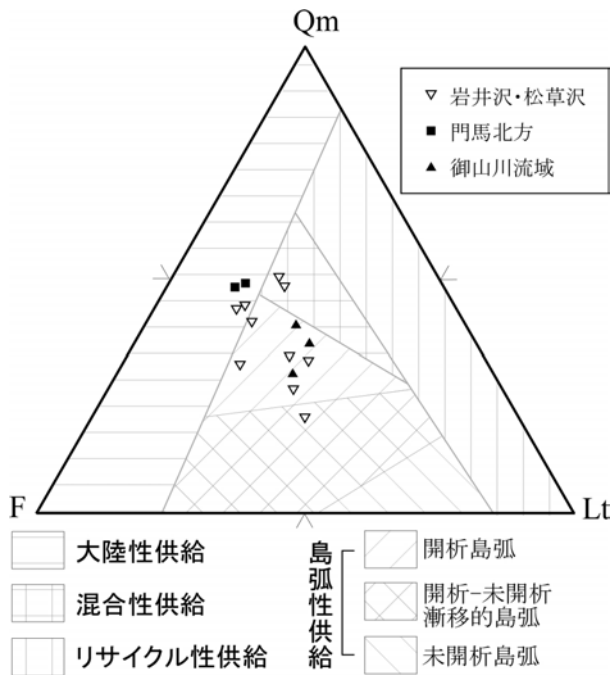 Qm
岩井沢・松草沢
門馬北方
御山川流域
F
Lt
大陸性供給
混合性供給
リサイクル性供給
島弧性供給
開析島弧
開析−未開析
漸移的島弧
未開析島弧